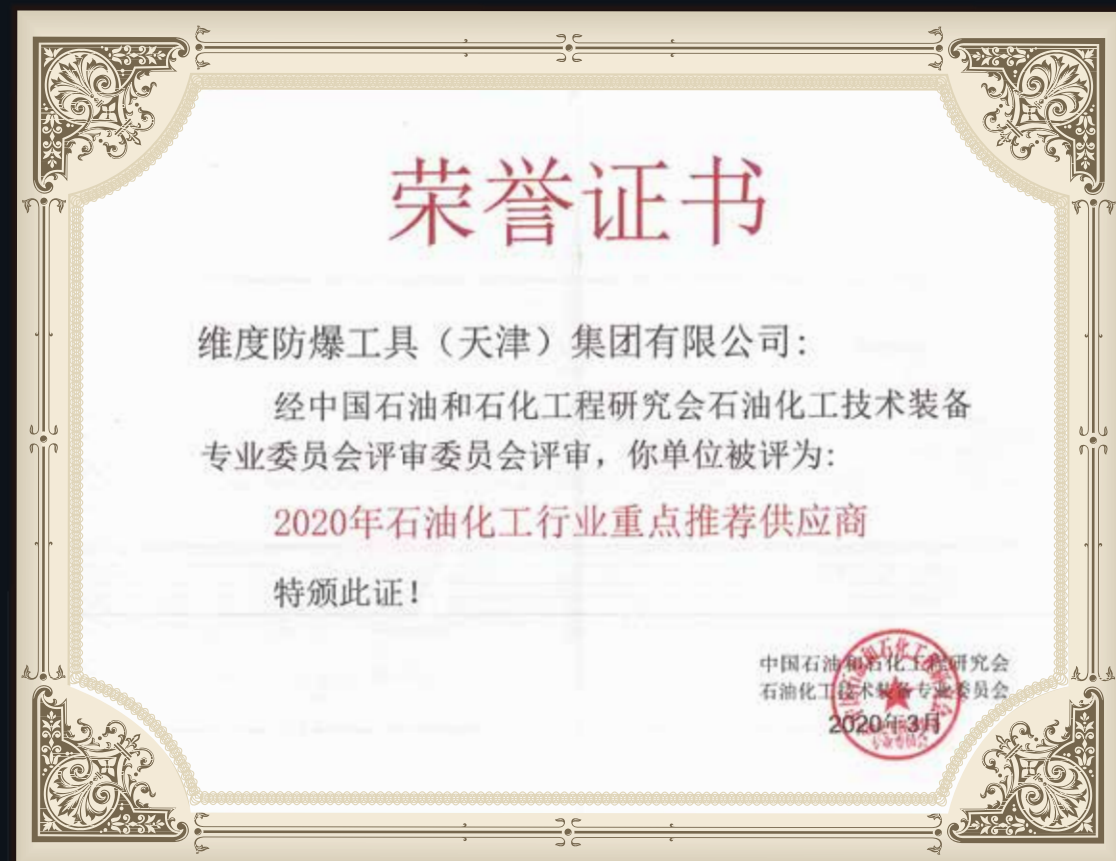 荣誉证书
维度防爆工具（天津）集团有限公司:
经中国石油和石化工程研究会石油化工技术装备
专业委员会评审委员会评审，你单位被评为:
2020年石油化工行业重点推荐供应商
特颁此证!
中国石油和石化工程研究会
石油化工技术装备专业委员会
2020年3月